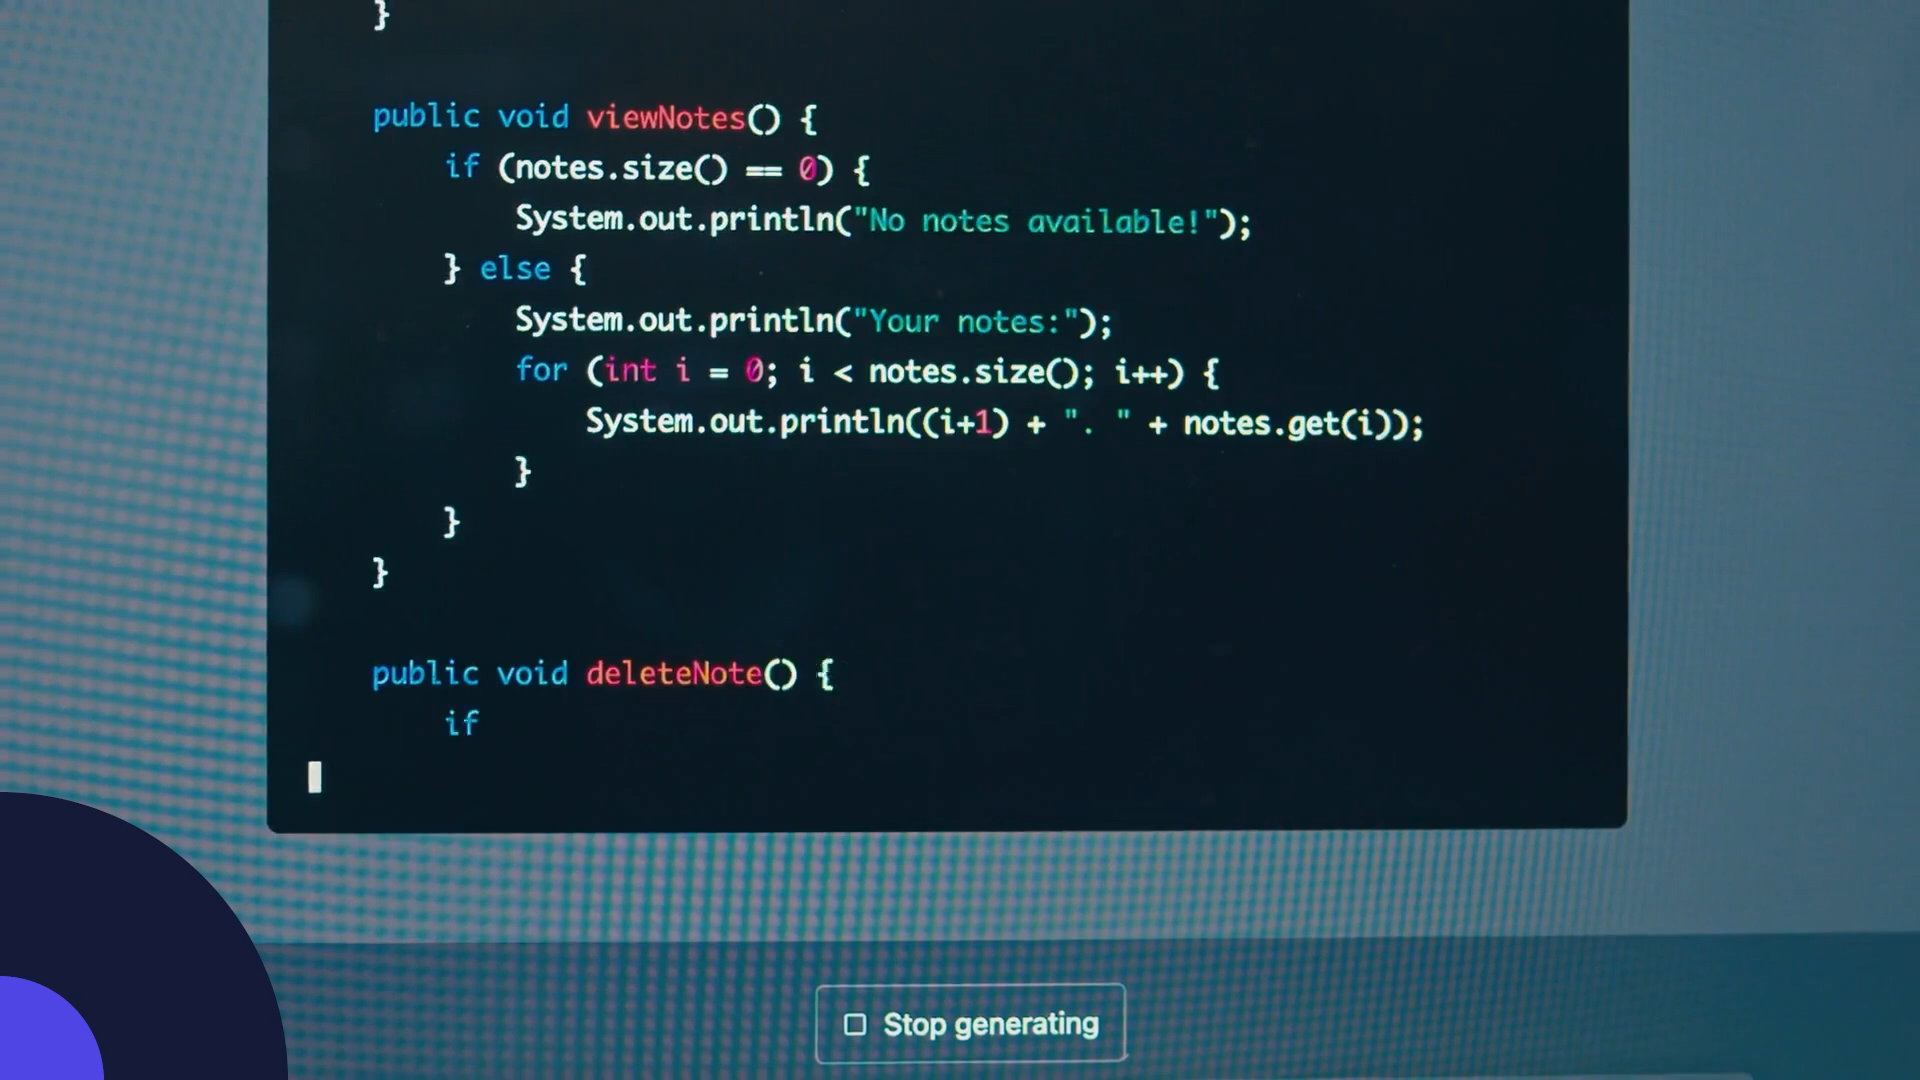 }
public void viewNotes() {
if (notes.size() == 0) {
System.out.println("No notes available!");
} else {
System.out.println("Your notes:");
for (int i = 0; i < notes.size(); i++) {
System.out.println((i+1) + ". " + notes.get(i));
}
}
}
public void deleteNote() {
if
Stop generating